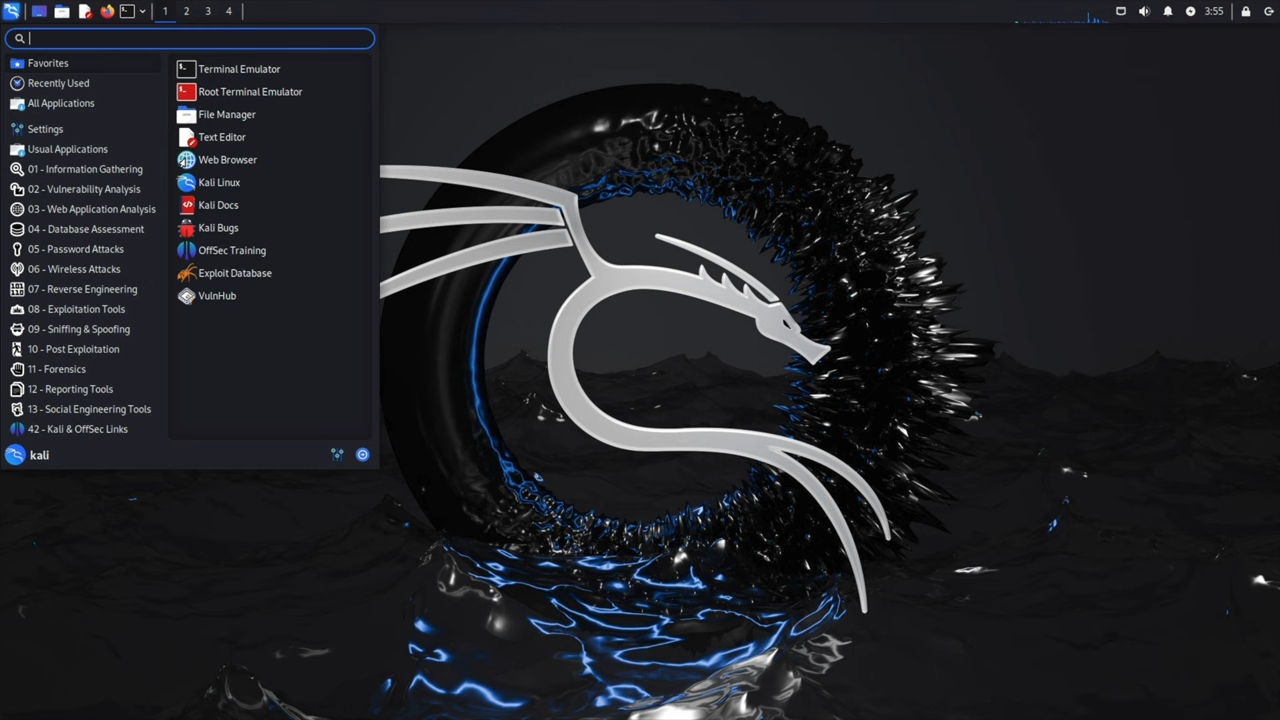 1 2 3 4 3:55
Favorites
Recently Used
All Applications
Settings
Usual Applications
01 - Information Gathering
02 - Vulnerability Analysis
03 - Web Application Analysis
04 - Database Assessment
05 - Password Attacks
06 - Wireless Attacks
07 - Reverse Engineering
08 - Exploitation Tools
09 - Sniffing & Spoofing
10 - Post Exploitation
11 - Forensics
12 - Reporting Tools
13 - Social Engineering Tools
42 - Kali & OffSec Links
Terminal Emulator
Root Terminal Emulator
File Manager
Text Editor
Web Browser
Kali Linux
Kali Docs
Kali Bugs
OffSec Training
Exploit Database
VulnHub
kali